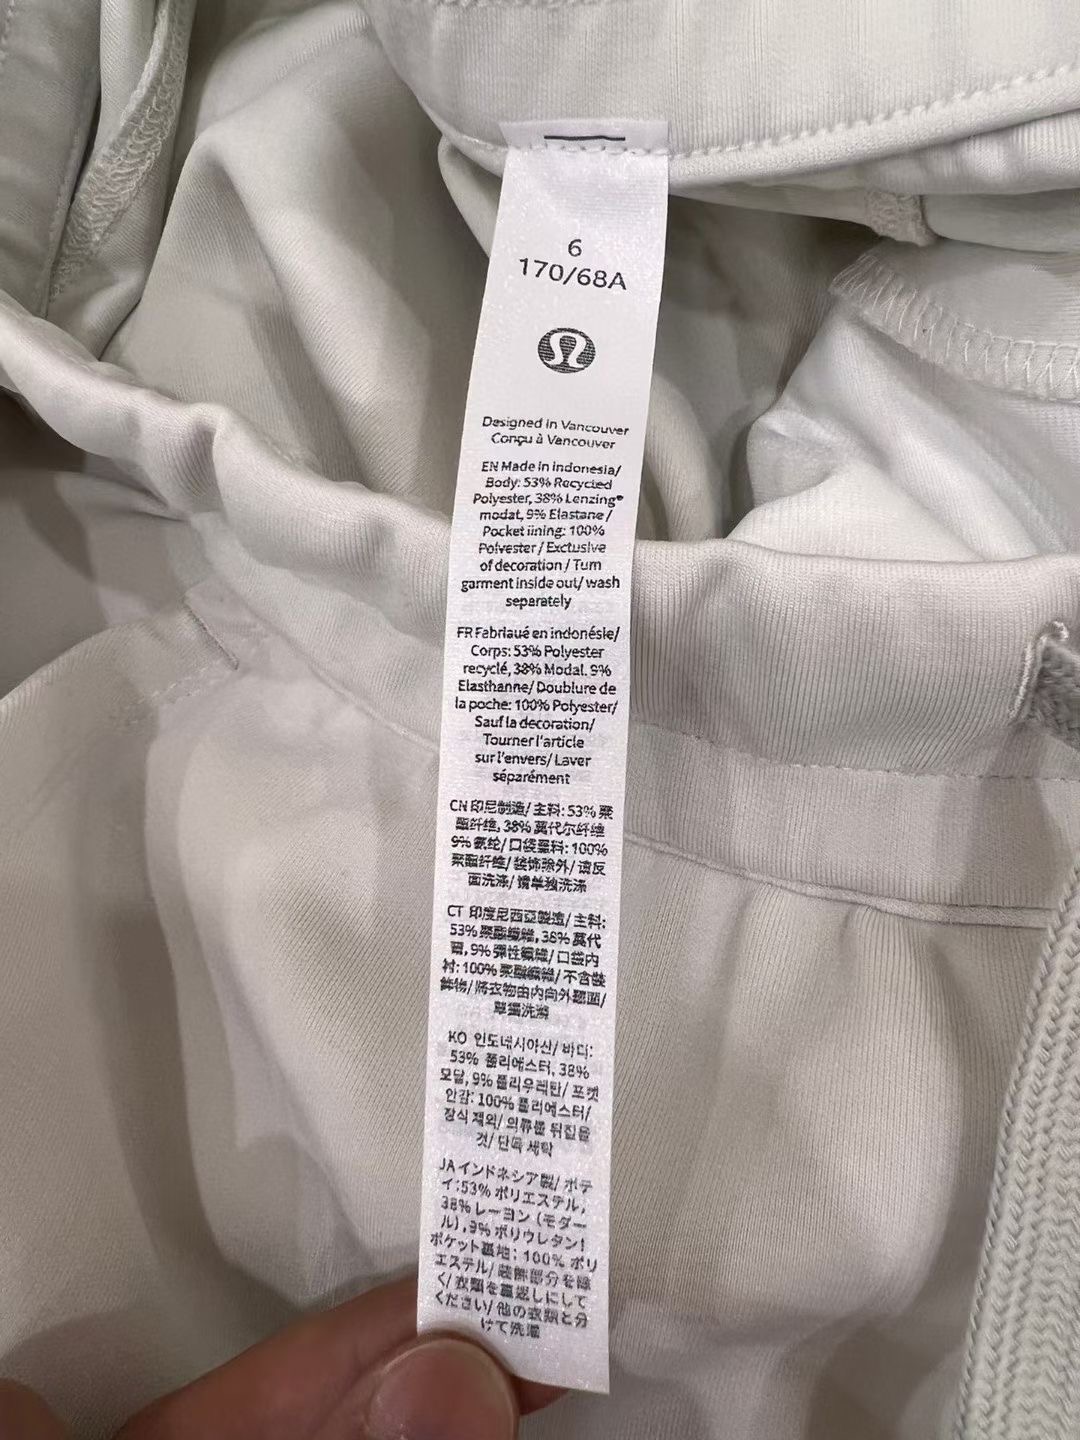 6
170/68A
Designed in Vancouver
Conçu à Vancouver
EN Made in indonesia/
Body: 53% Recycled
Polyester, 38% Lenzing®
modat, 9% Elastane /
Pocket iining: 100%
Polvester / Exctusive
of decoration / Tum
garment inside out/ wash
separately
FR Fabriaué en indonésie/
Corps: 53% Polyester
recyclé, 38% Modal. 9%
Elasthanne/ Doublure de
la poche: 100% Polyester/
Sauf la decoration/
Tourner l'article
sur l'envers/ Laver
séparément
CN 印尼制造/ 主料: 53% 聚
酯纤维, 38% 莫代尔纤维
9% 氨纶/ 口袋里料: 100%
聚酯纤维/ 装饰除外/ 请反
面洗涤/ 请单独洗涤
CT 印度尼西亞製造/ 主料:
53% 聚酯纖維, 38% 莫代
爾, 9% 彈性纖維/ 口袋內
衬: 100% 聚酯纖維/ 不含裝
飾物/ 將衣物由内向外翻面/
單獨洗滌
KO 인도네시아산/ 바디:
53% 폴리에스터, 38%
모달, 9% 폴리우레탄/ 포켓
안감: 100% 폴리에스터/
장식 제외/ 의류를 뒤집을
것/ 단독 세탁
JA インドネシア製/ ボデ
イ:53% ポリエステル,
38% レーヨン (モダー
ル), 9% ポリウレタン!
ポケット裏地: 100% ポリ
エステル/ 装飾部分を除
く/ 衣類を裏返しにして
ください/ 他の衣類と分
けて洗濯